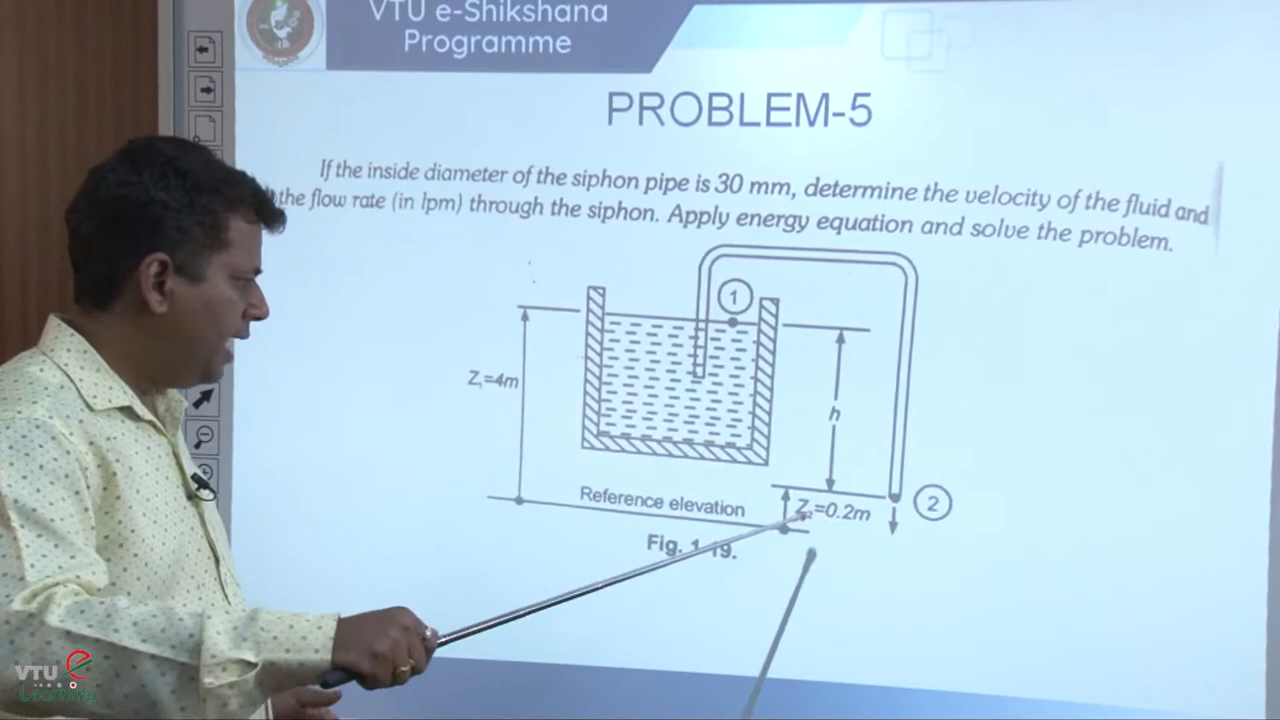 VTU e-Shikshana
Programme
PROBLEM-5
If the inside diameter of the siphon pipe is 30 mm, determine the velocity of the fluid and
the flow rate (in lpm) through the siphon. Apply energy equation and solve the problem.
1
Z₁=4m
h
Reference elevation
Z₂=0.2m
2
Fig. 1.19.
VTU e
Learning